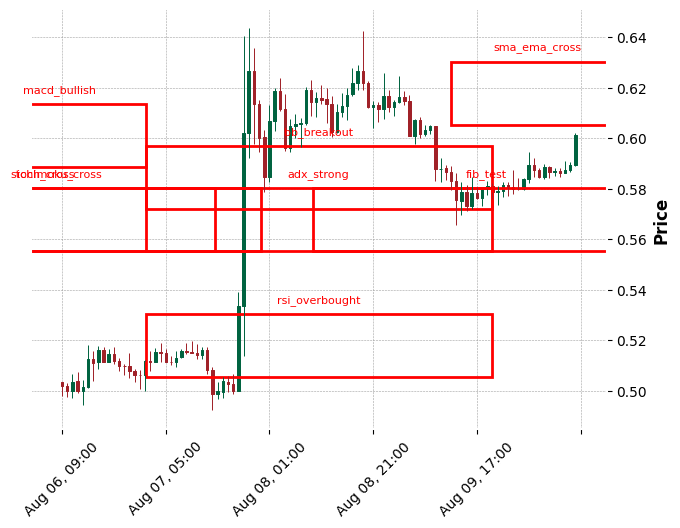 0.64
sma_ema_cross
0.62
macd_bullish
0.60
bb_breakout
adx_strong
fib_test
0.58
Price
0.56
0.54
rsi_overbought
0.52
0.50
Aug 06, 09:00
Aug 07, 05:00
Aug 08, 01:00
Aug 08, 21:00
Aug 09, 17:00